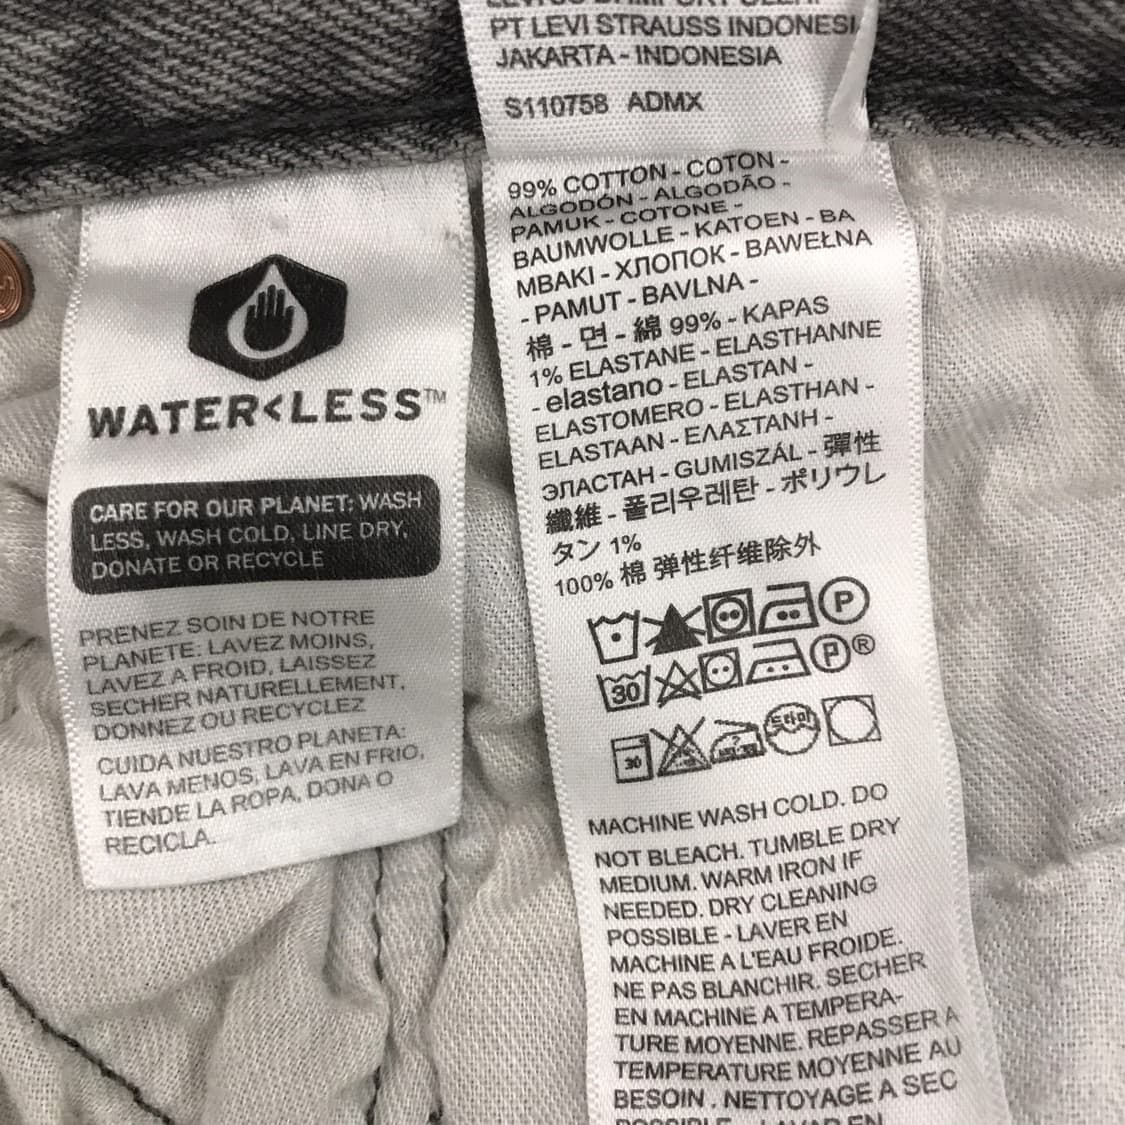 PT LEVI STRAUSS INDONESI
JAKARTA - INDONESIA
S110758 ADMX
WATER<LESS™
CARE FOR OUR PLANET: WASH
LESS, WASH COLD, LINE DRY,
DONATE OR RECYCLE
PRENEZ SOIN DE NOTRE
PLANETE: LAVEZ MOINS,
LAVEZ A FROID, LAISSEZ
SECHER NATURELLEMENT,
DONNEZ OU RECYCLEZ
CUIDA NUESTRO PLANETA:
LAVA MENOS, LAVA EN FRIO,
TIENDE LA ROPA, DONA O
RECICLA.
99% COTTON - COTON -
ALGODÓN - ALGODÃO -
PAMUK - COTONE -
BAUMWOLLE - KATOEN - BA
MBAKI - ХЛОПОК - BAWEŁNA
- PAMUT - BAVLNA -
棉 - 면 - 綿 99% - KAPAS
1% ELASTANE - ELASTHANNE
- elastano - ELASTAN -
ELASTOMERO - ELASTHAN -
ELASTAAN - ΕΛΑΣΤΑΝΗ -
ЭЛАСТАН - GUMISZÁL - 彈性
纖維 - 폴리우레탄 - ポリウレ
タン 1%
100% 棉 弹性纤维除外
P
30 P ®
30 드라이
MACHINE WASH COLD. DO
NOT BLEACH. TUMBLE DRY
MEDIUM. WARM IRON IF
NEEDED. DRY CLEANING
POSSIBLE - LAVER EN
MACHINE A L'EAU FROIDE.
NE PAS BLANCHIR. SECHER
EN MACHINE A TEMPERA-
TURE MOYENNE. REPASSER A
TEMPERATURE MOYENNE AU
BESOIN . NETTOYAGE A SEC